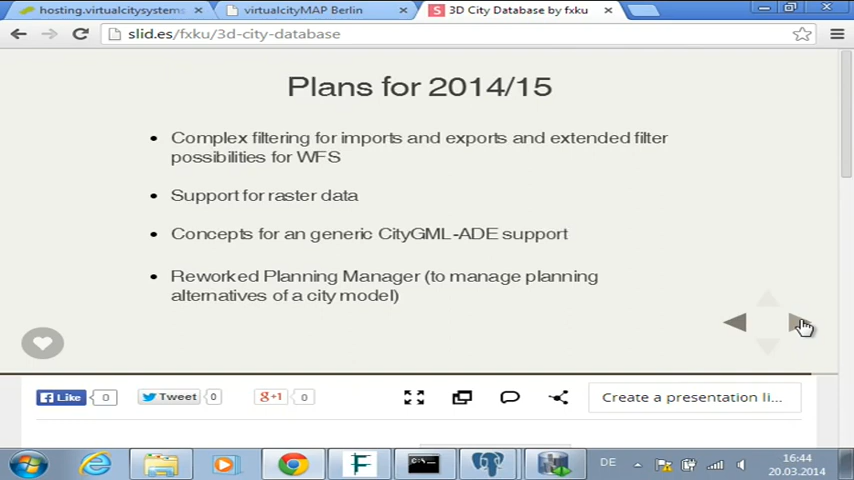 hosting.virtualcitysystems
virtualcityMAP Berlin
S 3D City Database by fxku
slid.es/fxku/3d-city-database
Plans for 2014/15
Complex filtering for imports and exports and extended filter
possibilities for WFS
Support for raster data
Concepts for an generic CityGML-ADE support
Reworked Planning Manager (to manage planning
alternatives of a city model)
Like 0
Tweet 0
g+1 0
Create a presentation li...
DE
16:44
20.03.2014